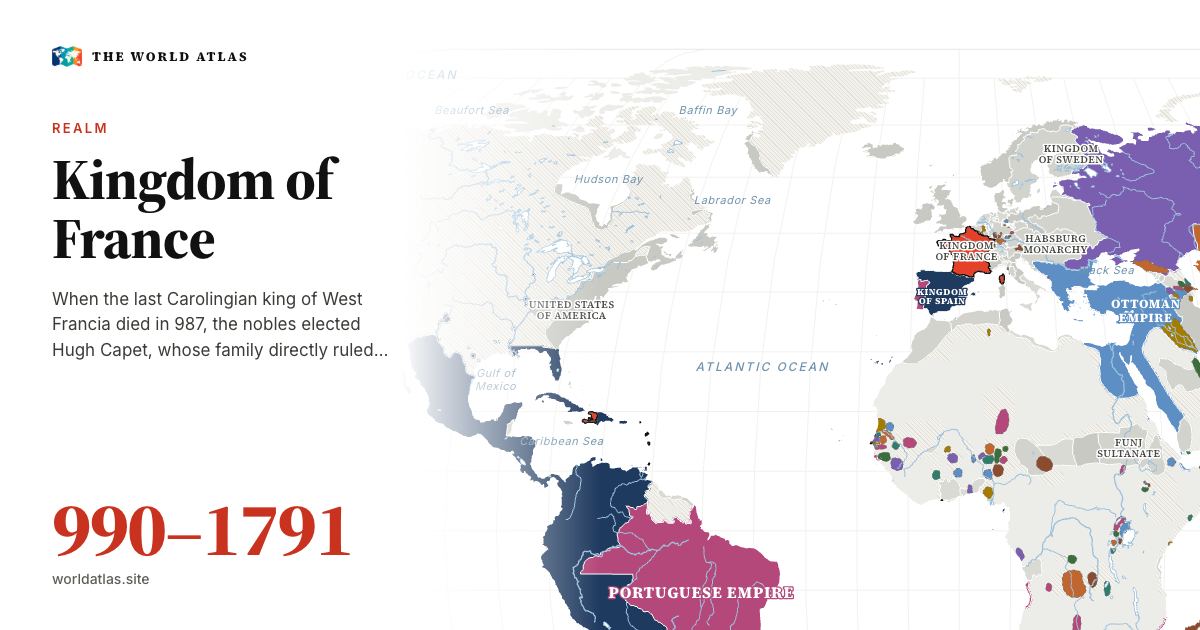 THE WORLD ATLAS
REALM
Kingdom of
France
When the last Carolingian king of West
Francia died in 987, the nobles elected
Hugh Capet, whose family directly ruled...
990–1791
worldatlas.site
OCEAN
Beaufort Sea
Baffin Bay
Hudson Bay
Labrador Sea
KINGDOM
OF SWEDEN
KINGDOM
OF FRANCE
HABSBURG
MONARCHY
ack Sea
KINGDOM
OF SPAIN
OTTOMAN
EMPIRE
UNITED STATES
OF AMERICA
ATLANTIC OCEAN
Gulf of
Mexico
Caribbean Sea
FUNJ
SULTANATE
PORTUGUESE EMPIRE